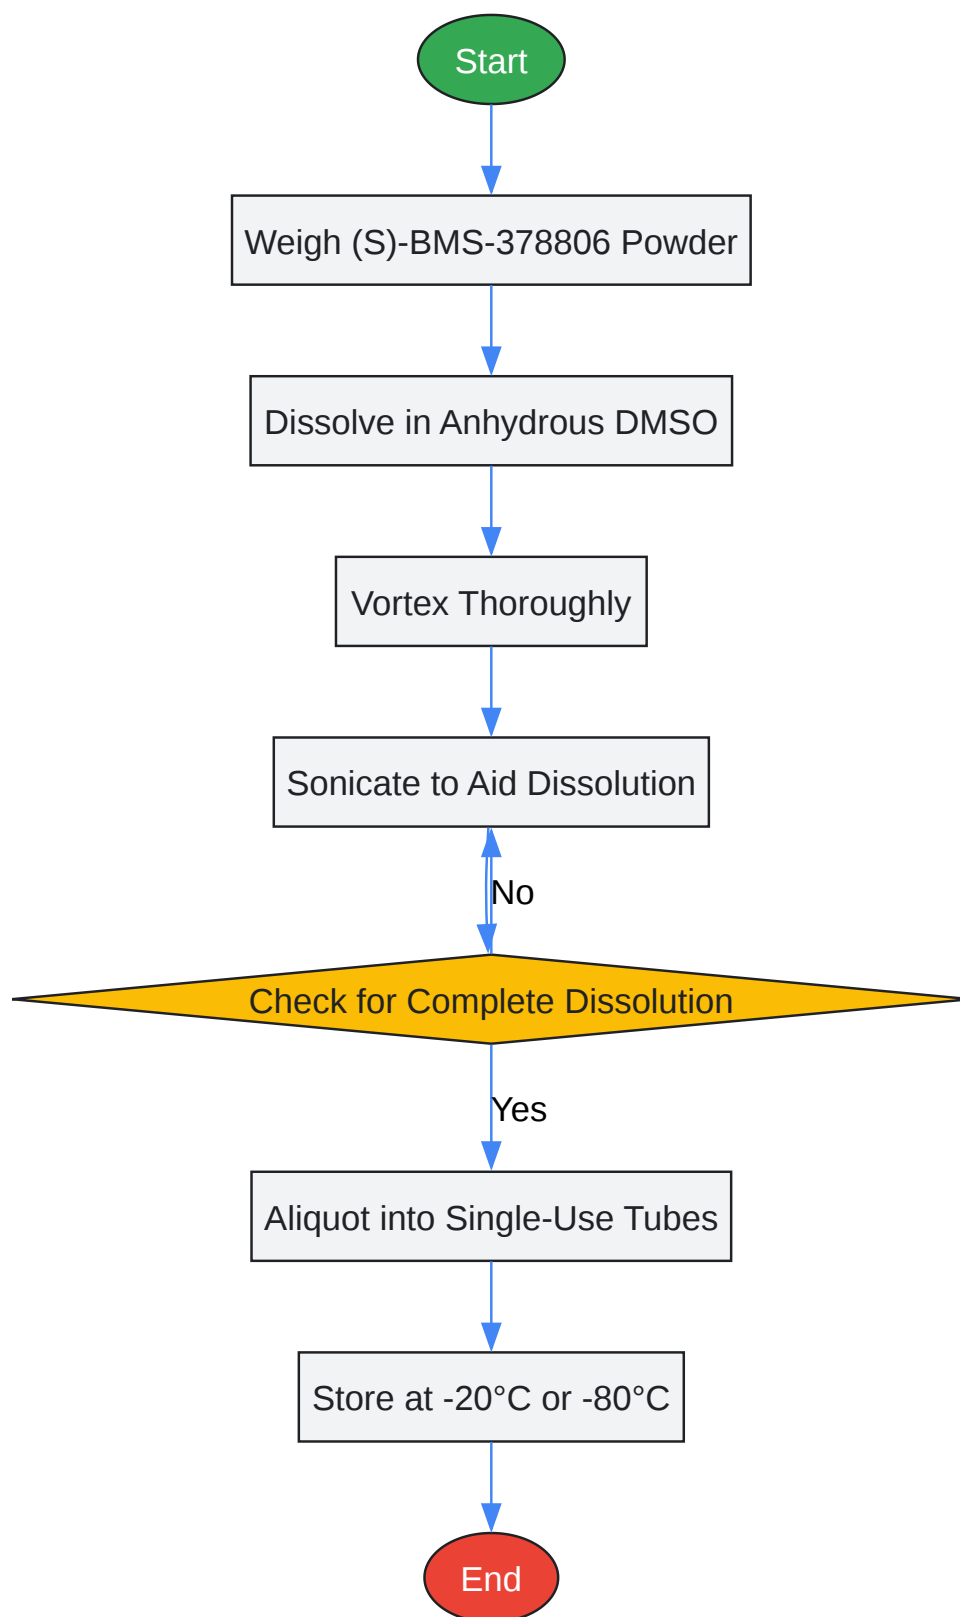 Start
Weigh (S)-BMS-378806 Powder
Dissolve in Anhydrous DMSO
Vortex Thoroughly
Sonicate to Aid Dissolution
No
Check for Complete Dissolution
Yes
Aliquot into Single-Use Tubes
Store at -20°C or -80°C
End